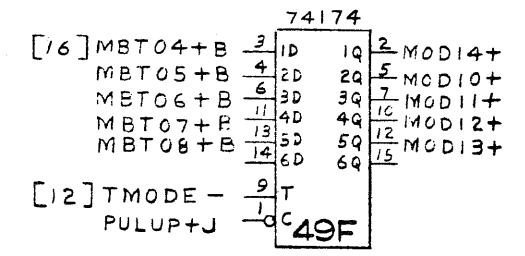 74174
[16] MBT04+B 3 1D 1Q 2 MOD14+
MBT05+B 4 2D 2Q 5 MOD10+
MBT06+B 6 3D 3Q 7 MOD11+
MBT07+B 11 4D 4Q 10 MOD12+
MBT08+B 13 5D 5Q 12 MOD13+
14 6D 6Q 15
[12] TMODE- 9 T
PULUP+J 1 C
49F